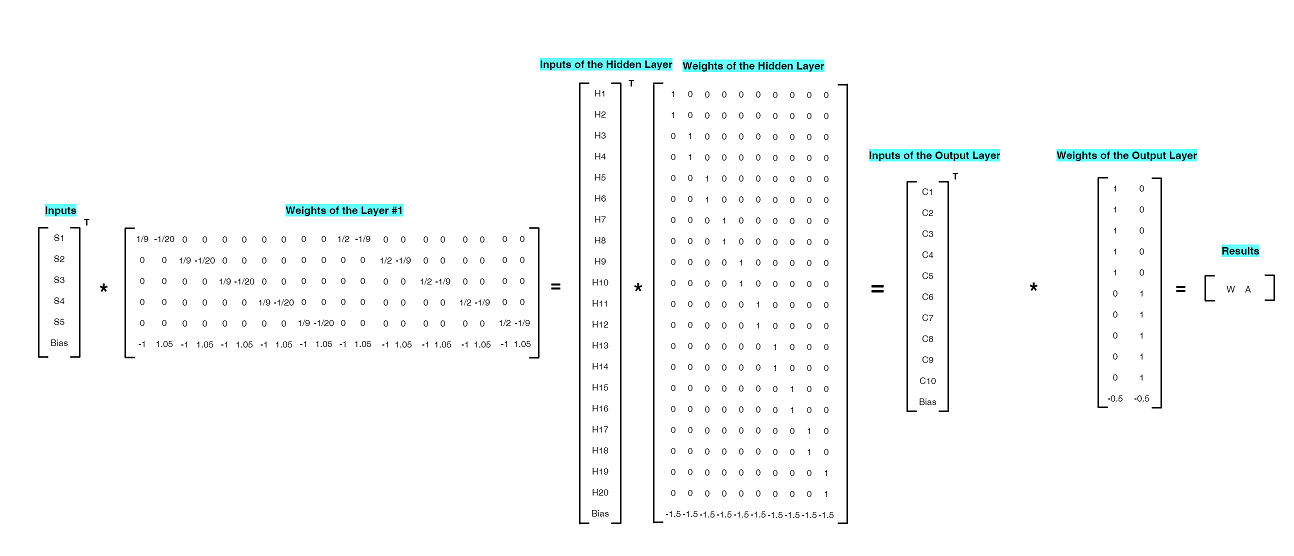 Inputs
T
S1
S2
S3
S4
S5
Bias
*
Weights of the Layer #1
1/9 -1/20 0 0 0 0 0 0 0 0 1/2 -1/9 0 0 0 0 0 0 0 0
0 0 1/9 -1/20 0 0 0 0 0 0 0 0 1/2 -1/9 0 0 0 0 0 0
0 0 0 0 1/9 -1/20 0 0 0 0 0 0 0 0 1/2 -1/9 0 0 0 0
0 0 0 0 0 0 1/9 -1/20 0 0 0 0 0 0 0 0 1/2 -1/9 0 0
0 0 0 0 0 0 0 0 1/9 -1/20 0 0 0 0 0 0 0 0 1/2 -1/9
-1 1.05 -1 1.05 -1 1.05 -1 1.05 -1 1.05 -1 1.05 -1 1.05 -1 1.05 -1 1.05 -1 1.05
=
Inputs of the Hidden Layer
T
H1
H2
H3
H4
H5
H6
H7
H8
H9
H10
H11
H12
H13
H14
H15
H16
H17
H18
H19
H20
Bias
*
Weights of the Hidden Layer
1 0 0 0 0 0 0 0 0 0
1 0 0 0 0 0 0 0 0 0
0 1 0 0 0 0 0 0 0 0
0 1 0 0 0 0 0 0 0 0
0 0 1 0 0 0 0 0 0 0
0 0 1 0 0 0 0 0 0 0
0 0 0 1 0 0 0 0 0 0
0 0 0 1 0 0 0 0 0 0
0 0 0 0 1 0 0 0 0 0
0 0 0 0 1 0 0 0 0 0
0 0 0 0 0 1 0 0 0 0
0 0 0 0 0 1 0 0 0 0
0 0 0 0 0 0 1 0 0 0
0 0 0 0 0 0 1 0 0 0
0 0 0 0 0 0 0 1 0 0
0 0 0 0 0 0 0 1 0 0
0 0 0 0 0 0 0 0 1 0
0 0 0 0 0 0 0 0 1 0
0 0 0 0 0 0 0 0 0 1
0 0 0 0 0 0 0 0 0 1
-1.5 -1.5 -1.5 -1.5 -1.5 -1.5 -1.5 -1.5 -1.5 -1.5
=
Inputs of the Output Layer
T
C1
C2
C3
C4
C5
C6
C7
C8
C9
C10
Bias
*
Weights of the Output Layer
1 0
1 0
1 0
1 0
1 0
0 1
0 1
0 1
0 1
0 1
-0.5 -0.5
=
Results
W A